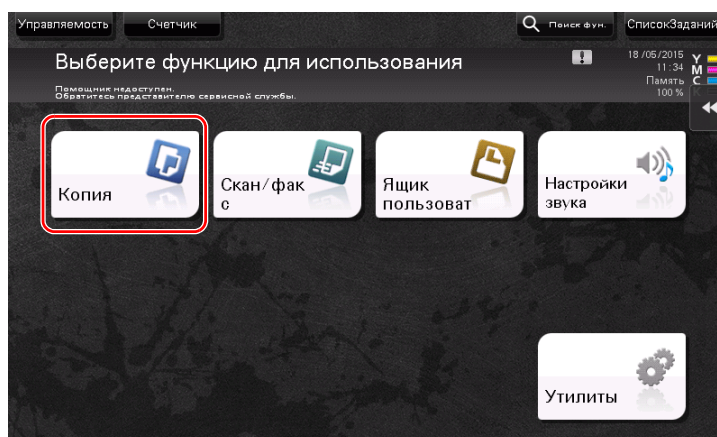 Управляемость Счетчик Поиск фун. СписокЗаданий
Выберите функцию для использования
Помощник недоступен.
Обратитесь представителю сервисной службы.
18/05/2015
11:34
Память
100 %
Y
M
C
K
Копия
Скан/фак
с
Ящик
пользоват
Настройки
звука
Утилиты